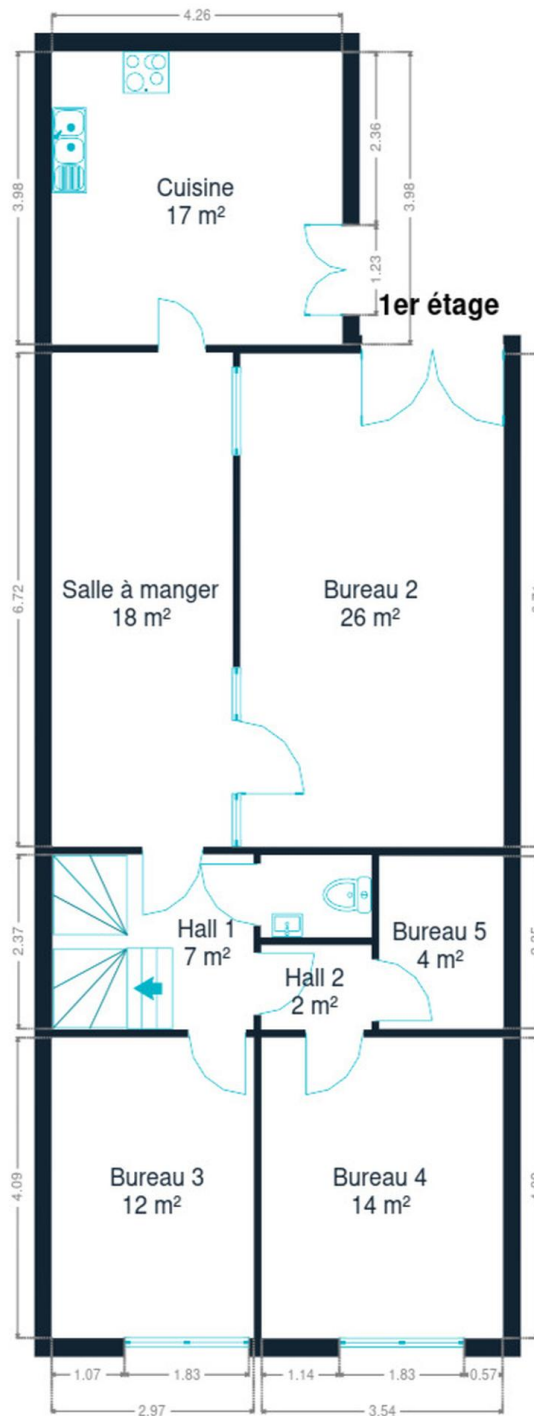 4.26
3.98
2.36
3.98
1.23
Cuisine
17 m²
1er étage
6.72
Salle à manger
18 m²
Bureau 2
26 m²
2.37
Hall 1
7 m²
Hall 2
2 m²
Bureau 5
4 m²
4.09
Bureau 3
12 m²
Bureau 4
14 m²
1.07
1.83
1.14
1.83
0.57
2.97
3.54